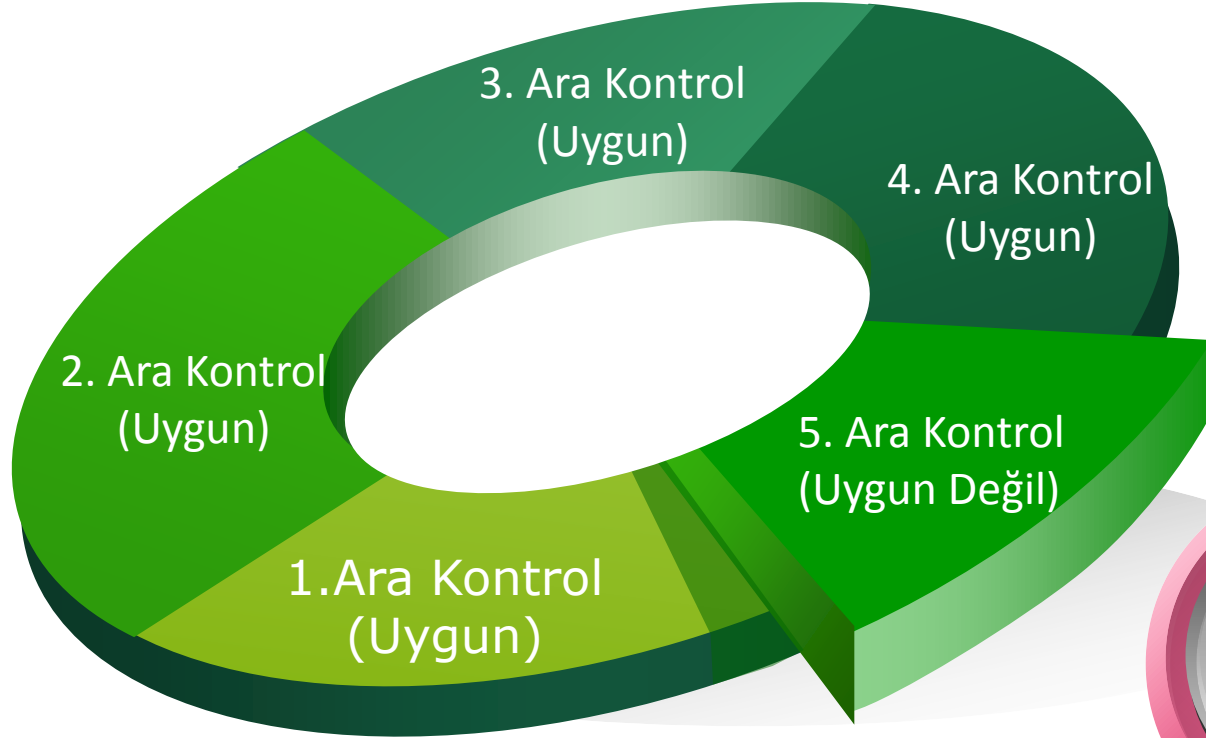 3. Ara Kontrol
(Uygun)
4. Ara Kontrol
(Uygun)
2. Ara Kontrol
(Uygun)
5. Ara Kontrol
(Uygun Değil)
1.Ara Kontrol
(Uygun)